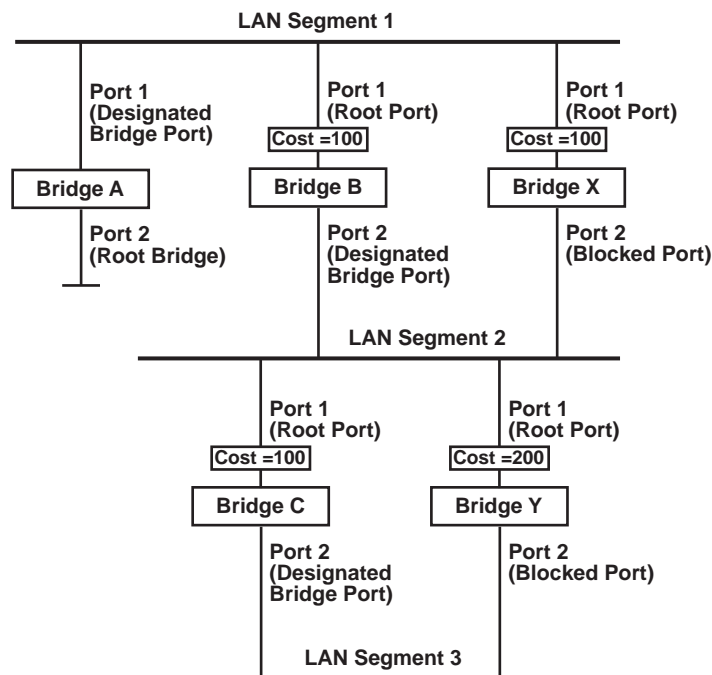 LAN Segment 1
Port 1
(Designated
Bridge Port)
Port 1
(Root Port)
Cost =100
Port 1
(Root Port)
Cost =100
Bridge A
Bridge B
Bridge X
Port 2
(Root Bridge)
Port 2
(Designated
Bridge Port)
Port 2
(Blocked Port)
LAN Segment 2
Port 1
(Root Port)
Cost =100
Port 1
(Root Port)
Cost =200
Bridge C
Bridge Y
Port 2
(Designated
Bridge Port)
Port 2
(Blocked Port)
LAN Segment 3